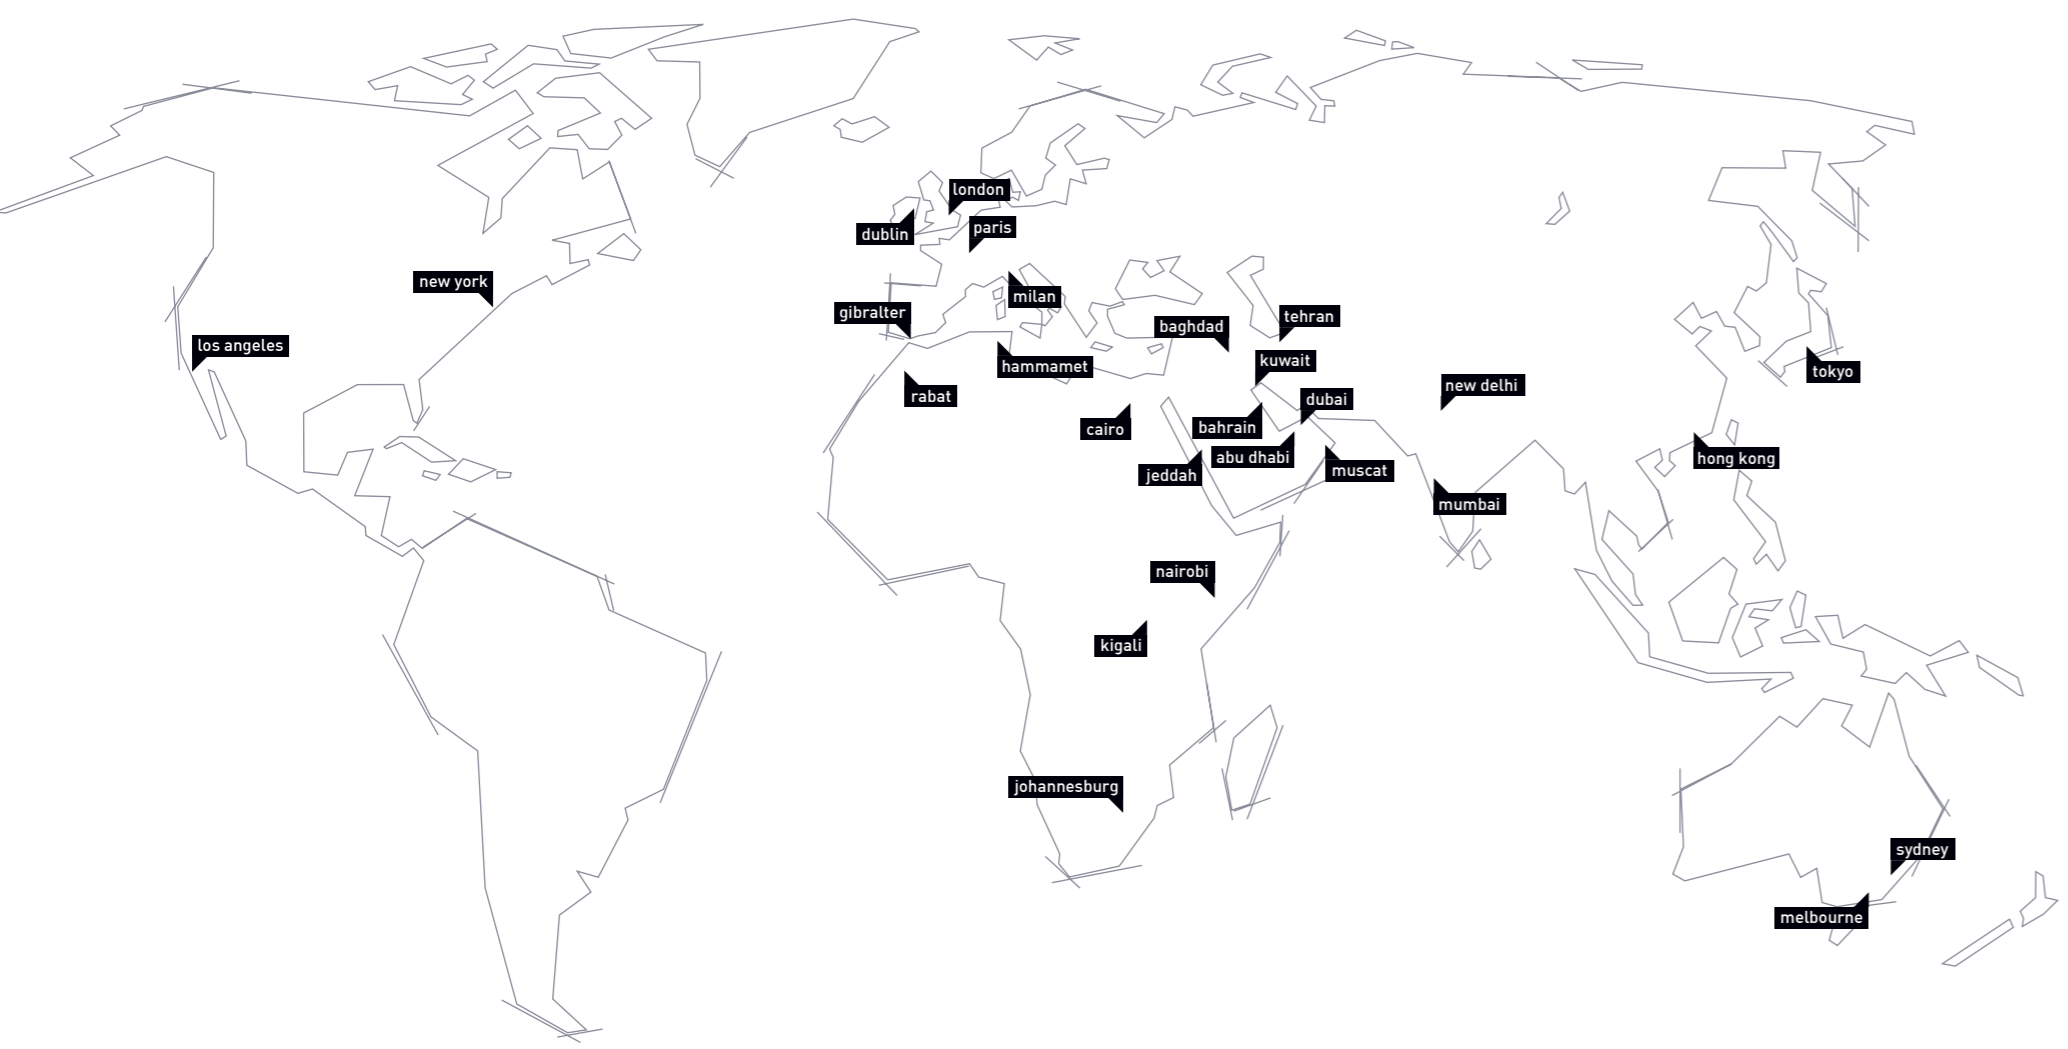 london
paris
dublin
new york
milan
gibralter
tehran
baghdad
los angeles
kuwait
hammamet
tokyo
new delhi
rabat
dubai
cairo
bahrain
abu dhabi
hong kong
muscat
jeddah
mumbai
nairobi
kigali
johannesburg
sydney
melbourne